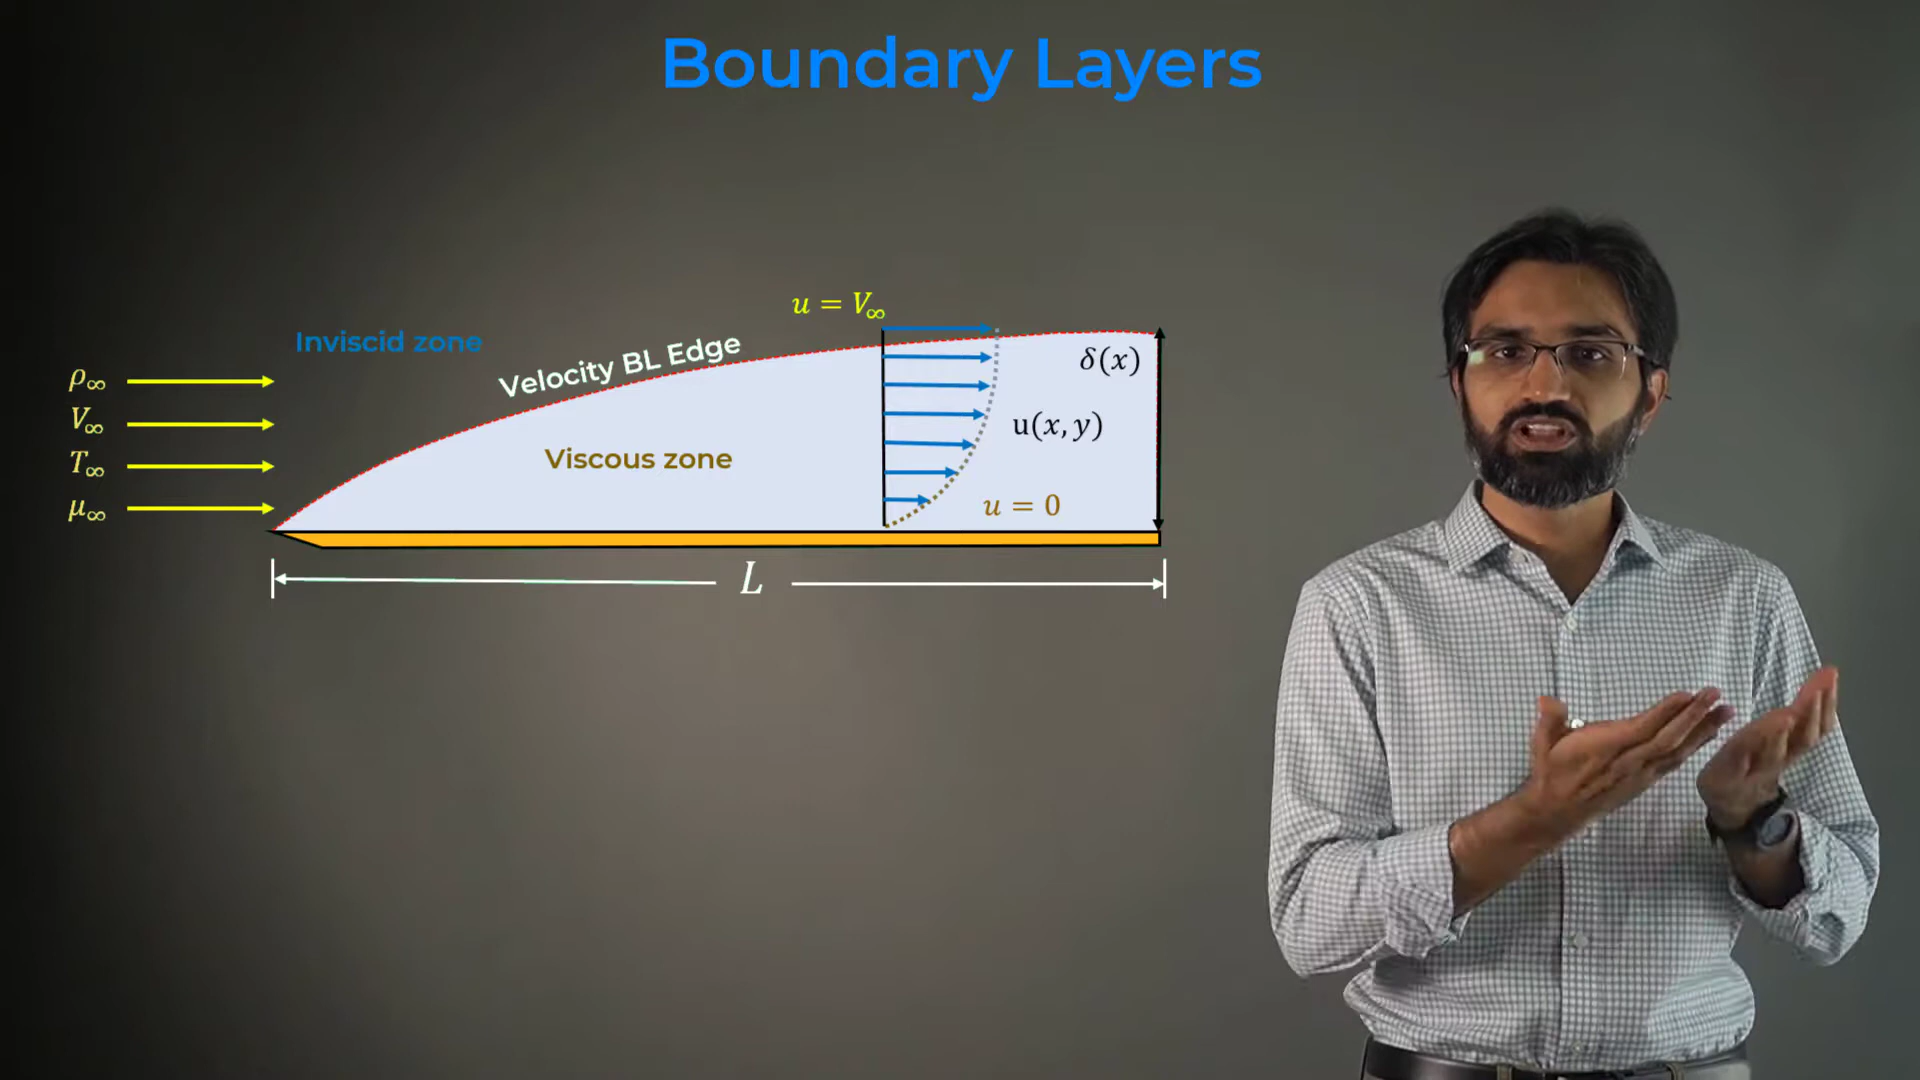 Boundary Layers
u = V∞
Inviscid zone
Velocity BL Edge
δ(x)
ρ∞
V∞
T∞
μ∞
u(x, y)
Viscous zone
u = 0
L